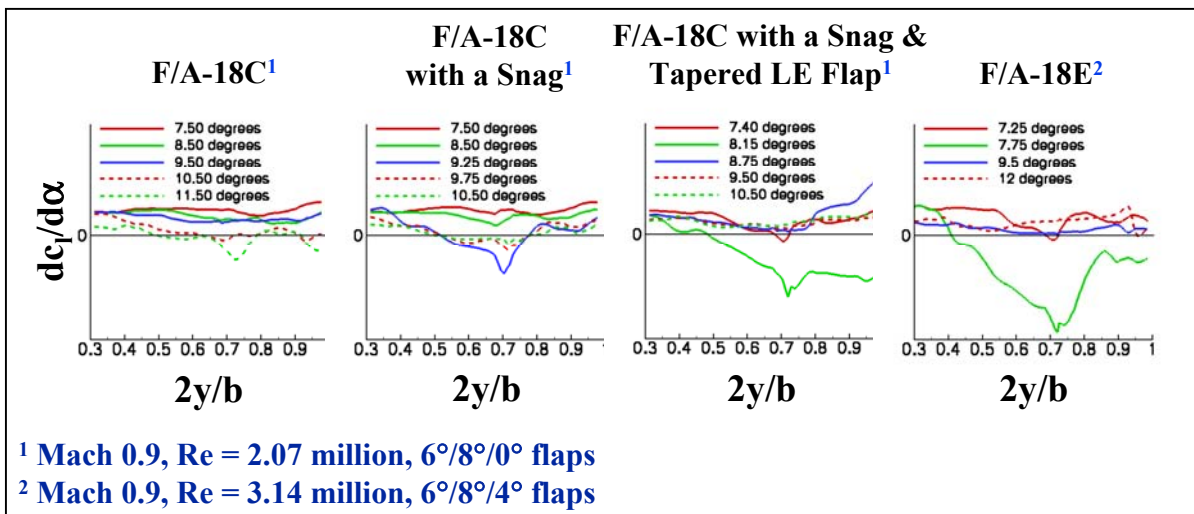 F/A-18C¹
F/A-18C
with a Snag¹
F/A-18C with a Snag &
Tapered LE Flap¹
F/A-18E²
7.50 degrees
8.50 degrees
9.50 degrees
10.50 degrees
11.50 degrees
7.50 degrees
8.50 degrees
9.25 degrees
9.75 degrees
10.50 degrees
7.40 degrees
8.15 degrees
8.75 degrees
9.50 degrees
10.50 degrees
7.25 degrees
7.75 degrees
9.5 degrees
12 degrees
dcl/dα
0
0
0
0
0.3 0.4 0.5 0.6 0.7 0.8 0.9
0.3 0.4 0.5 0.6 0.7 0.8 0.9
0.3 0.4 0.5 0.6 0.7 0.8 0.9
0.3 0.4 0.5 0.6 0.7 0.8 0.9 1
2y/b
2y/b
2y/b
2y/b
¹ Mach 0.9, Re = 2.07 million, 6°/8°/0° flaps
² Mach 0.9, Re = 3.14 million, 6°/8°/4° flaps